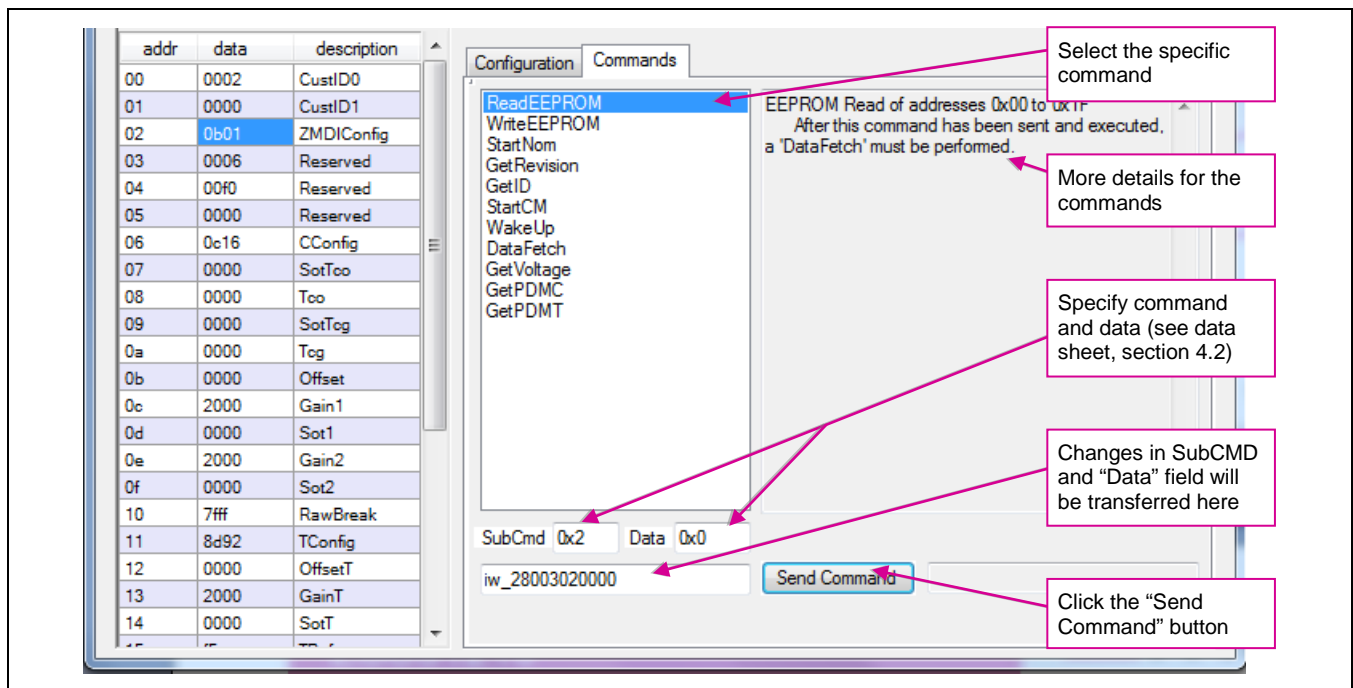 addr data description
00 0002 CustID0
01 0000 CustID1
02 0b01 ZMDIConfig
03 0006 Reserved
04 00f0 Reserved
05 0000 Reserved
06 0c16 CConfig
07 0000 SotTco
08 0000 Tco
09 0000 SotTcg
0a 0000 Tcg
0b 0000 Offset
0c 2000 Gain1
0d 0000 Sot1
0e 2000 Gain2
0f 0000 Sot2
10 7fff RawBreak
11 8d92 TConfig
12 0000 OffsetT
13 2000 GainT
14 0000 SotT
Configuration Commands
ReadEEPROM
WriteEEPROM
StartNom
GetRevision
GetID
StartCM
WakeUp
DataFetch
GetVoltage
GetPDMC
GetPDMT
EEPROM Read of addresses 0x00 to 0x1F
After this command has been sent and executed,
a 'DataFetch' must be performed.
SubCmd 0x2 Data 0x0
iw_28003020000
Send Command
Select the specific
command
More details for the
commands
Specify command
and data (see data
sheet, section 4.2)
Changes in SubCMD
and “Data” field will
be transferred here
Click the “Send
Command” button